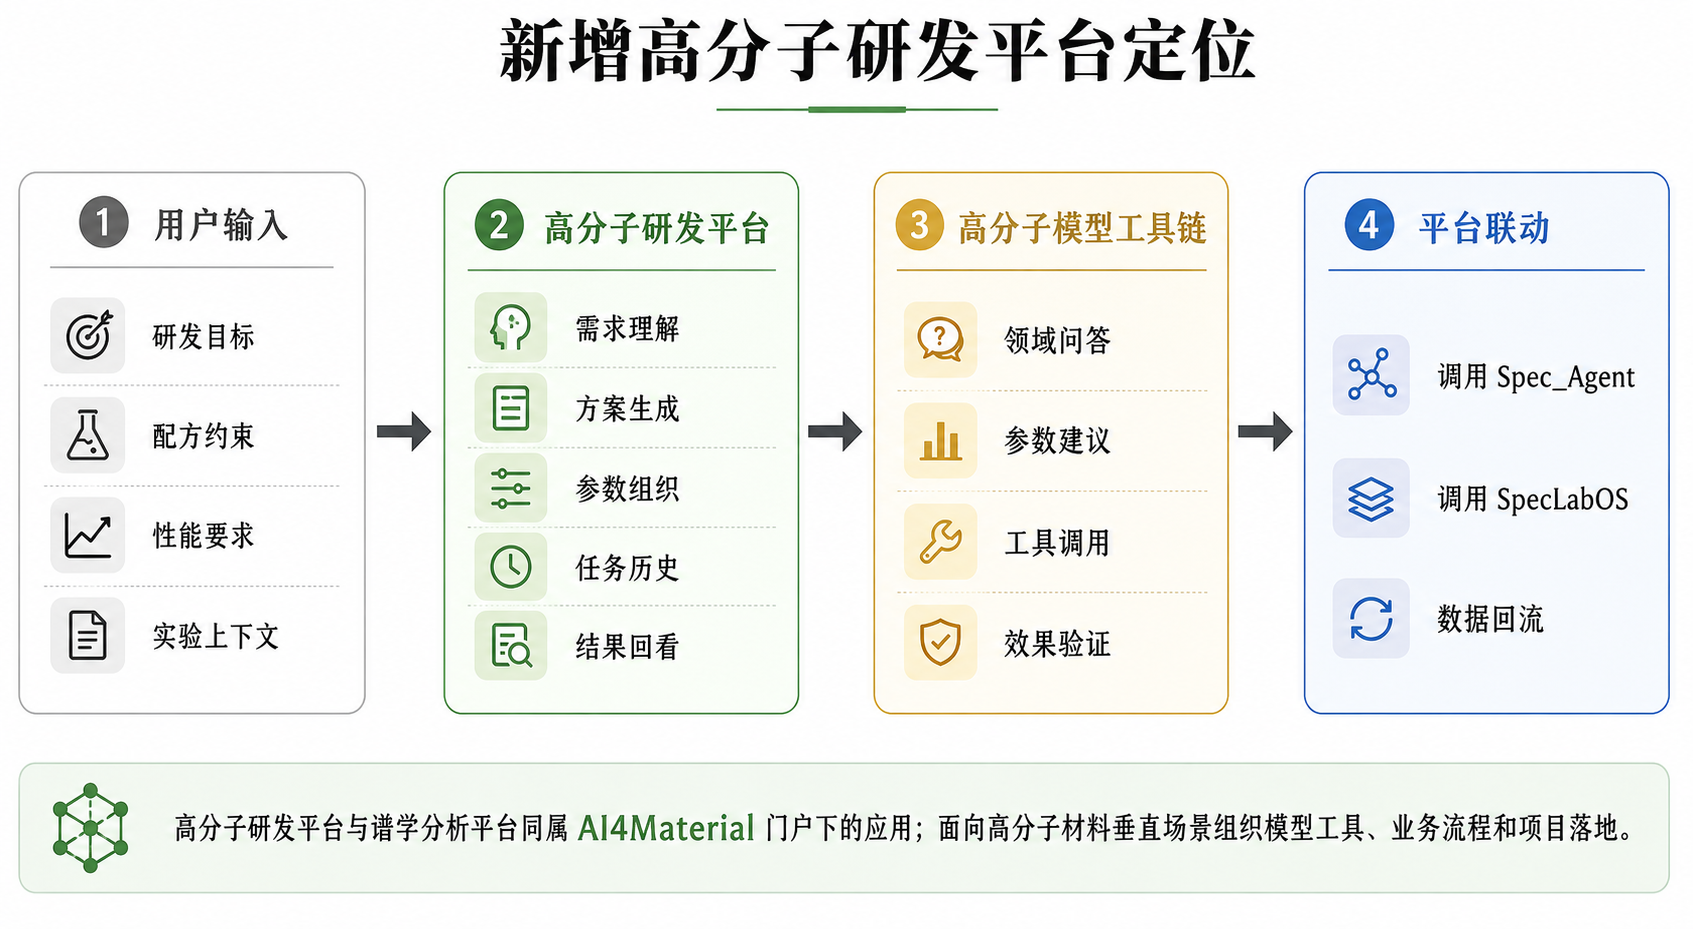 新增高分子研发平台定位
1 用户输入
研发目标
配方约束
性能要求
实验上下文
2 高分子研发平台
需求理解
方案生成
参数组织
任务历史
结果回看
3 高分子模型工具链
领域问答
参数建议
工具调用
效果验证
4 平台联动
调用 Spec_Agent
调用 SpecLabOS
数据回流
高分子研发平台与谱学分析平台同属 AI4Material 门户下的应用；面向高分子材料垂直场景组织模型工具、业务流程和项目落地。